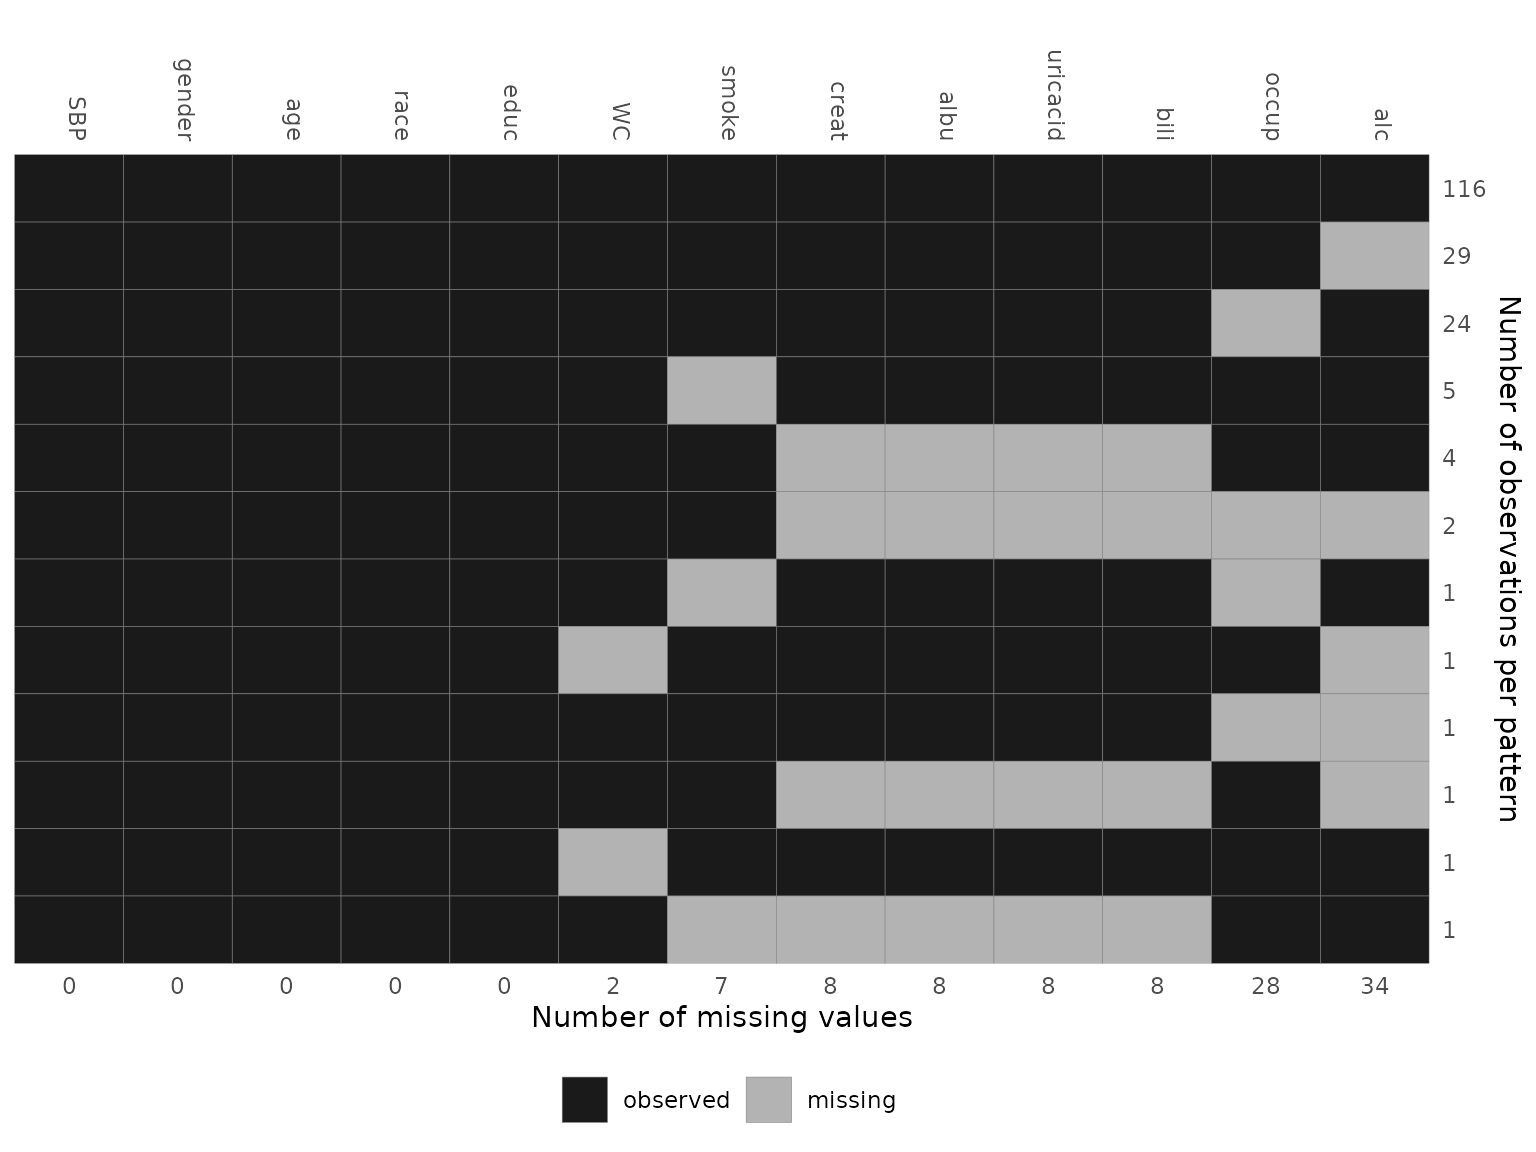 SBP
gender
age
race
educ
WC
smoke
creat
albu
uricacid
bili
occup
alc
116
29
24
5
4
2
1
1
1
1
1
1
Number of observations per pattern
0 0 0 0 0 2 7 8 8 8 8 28 34
Number of missing values
observed missing